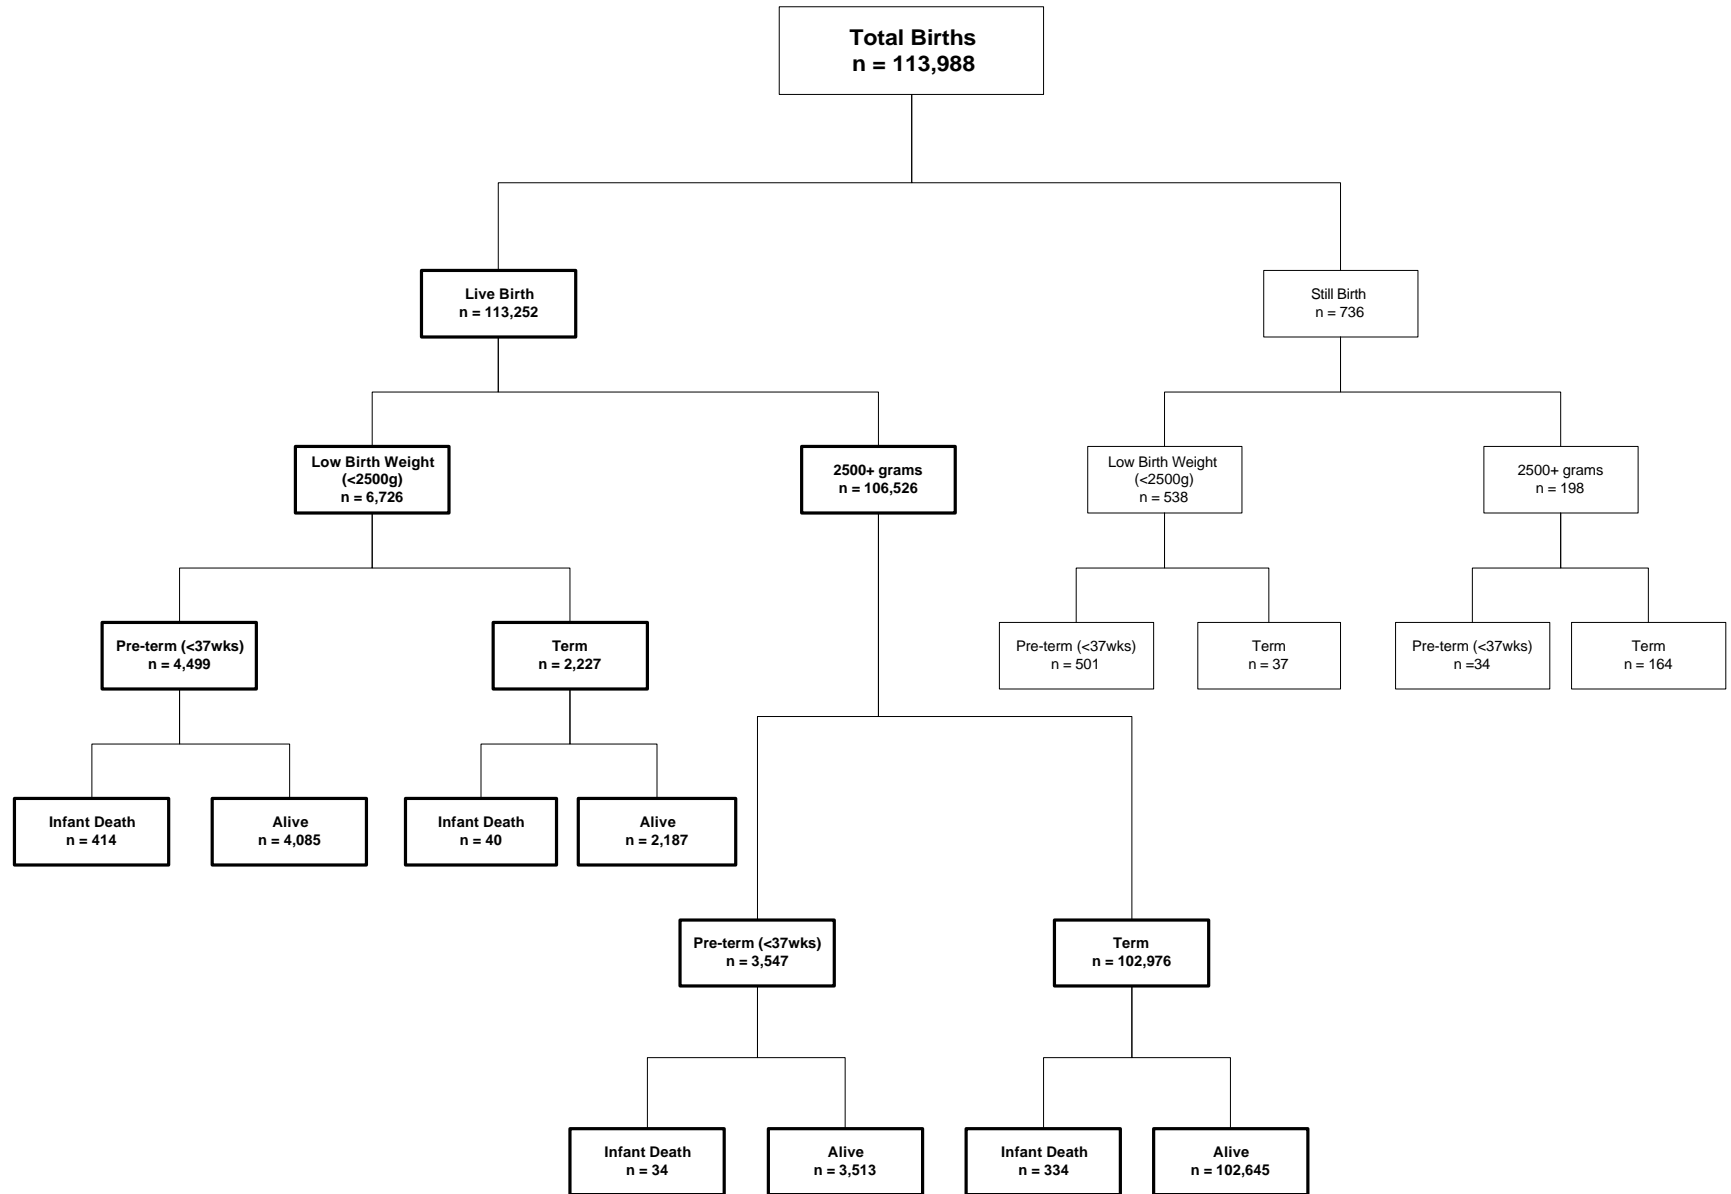 Total Births
n = 113,988
Live Birth
n = 113,252
Still Birth
n = 736
Low Birth Weight
(<2500g)
n = 6,726
2500+ grams
n = 106,526
Low Birth Weight
(<2500g)
n = 538
2500+ grams
n = 198
Pre-term (<37wks)
n = 4,499
Term
n = 2,227
Pre-term (<37wks)
n = 501
Term
n = 37
Pre-term (<37wks)
n =34
Term
n = 164
Infant Death
n = 414
Alive
n = 4,085
Infant Death
n = 40
Alive
n = 2,187
Pre-term (<37wks)
n = 3,547
Term
n = 102,976
Infant Death
n = 34
Alive
n = 3,513
Infant Death
n = 334
Alive
n = 102,645